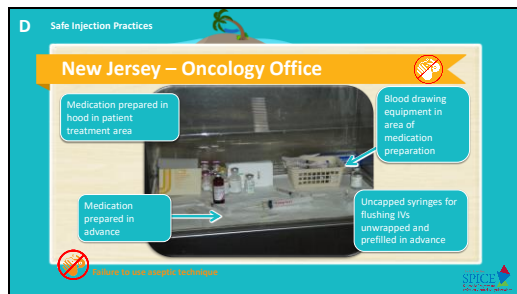 D Safe Injection Practices
New Jersey – Oncology Office
Medication prepared in
hood in patient
treatment area
Blood drawing
equipment in
area of
medication
preparation
Medication
prepared in
advance
Uncapped syringes for
flushing IVs
unwrapped and
prefilled in advance
Failure to use aseptic technique
SPICE